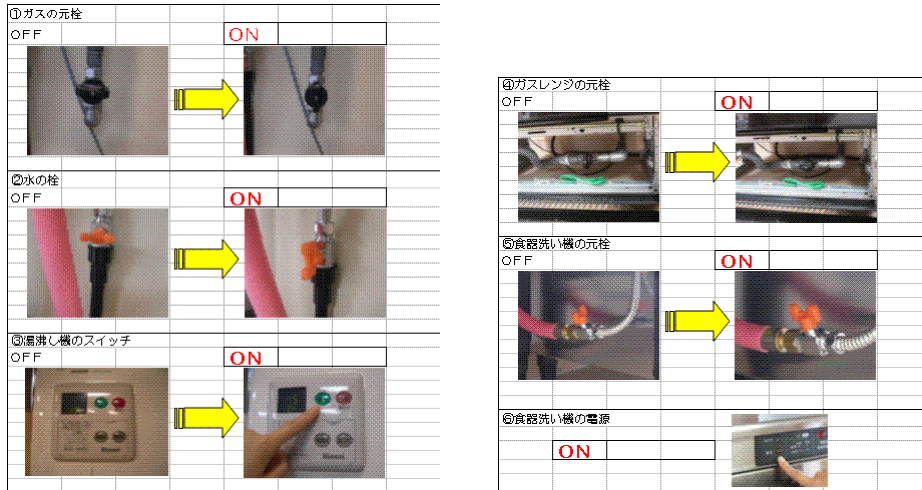 ①ガスの元栓
OFF
ON
②水の栓
OFF
ON
③湯沸し機のスイッチ
OFF
ON
Rinnai
④ガスレンジの元栓
OFF
ON
⑤食器洗い機の元栓
OFF
ON
⑥食器洗い機の電源
ON